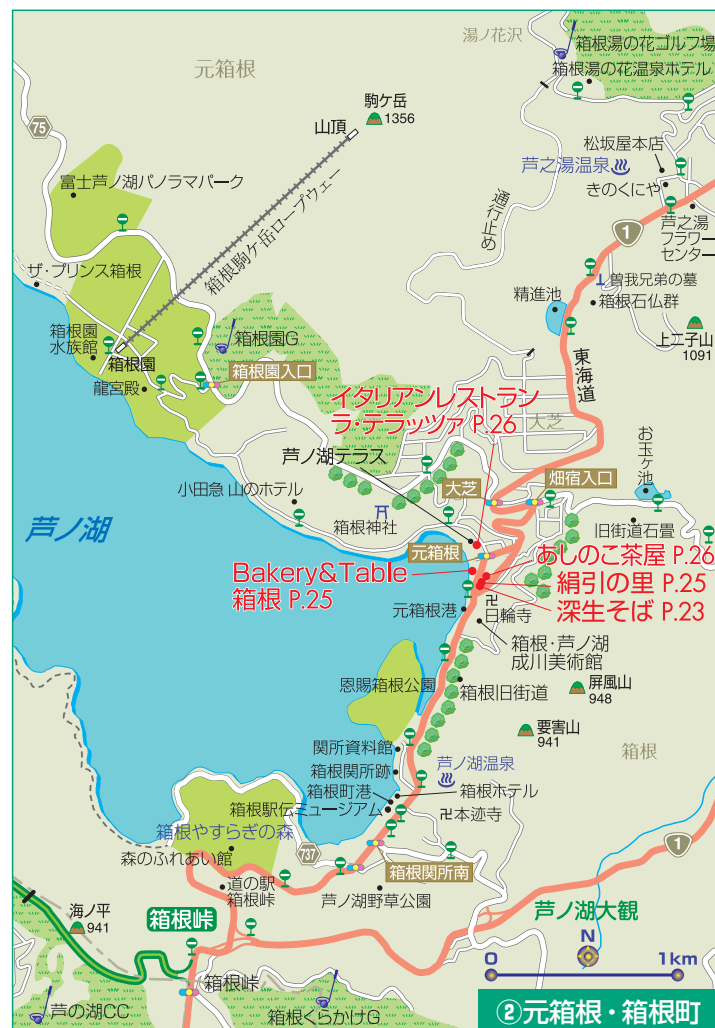 湯ノ花沢
箱根湯の花ゴルフ場
箱根湯の花温泉ホテル
元箱根
駒ケ岳
1356
山頂
75
松坂屋本店
芦之湯温泉
きのくにや
富士芦ノ湖パノラマパーク
箱根駒ケ岳ロープウェー
通行止め
1
芦之湯
フラワー
センター
ザ・プリンス箱根
曽我兄弟の墓
精進池
箱根石仏群
上二子山
1091
箱根園
水族館
箱根園
箱根園G
箱根園入口
龍宮殿
東海道
イタリアンレストラン
ラ・テラッツァ P.26
大芝
芦ノ湖テラス
お玉ヶ池
畑宿入口
大芝
小田急 山のホテル
箱根神社
旧街道石畳
芦ノ湖
元箱根
あしのこ茶屋 P.26
Bakery&Table
箱根 P.25
絹引の里 P.25
深生そば P.23
元箱根港
卍
日輪寺
箱根・芦ノ湖
成川美術館
恩賜箱根公園
箱根旧街道
屏風山
948
要害山
941
箱根
関所資料館
芦ノ湖温泉
箱根関所跡
箱根町港
箱根ホテル
箱根駅伝ミュージアム
卍本迹寺
箱根やすらぎの森
森のふれあい館
737
箱根関所南
1
道の駅
箱根峠
芦ノ湖野草公園
海ノ平
941
箱根峠
芦ノ湖大観
N
0
1km
箱根峠
芦の湖CC
箱根くらかけG
②元箱根・箱根町